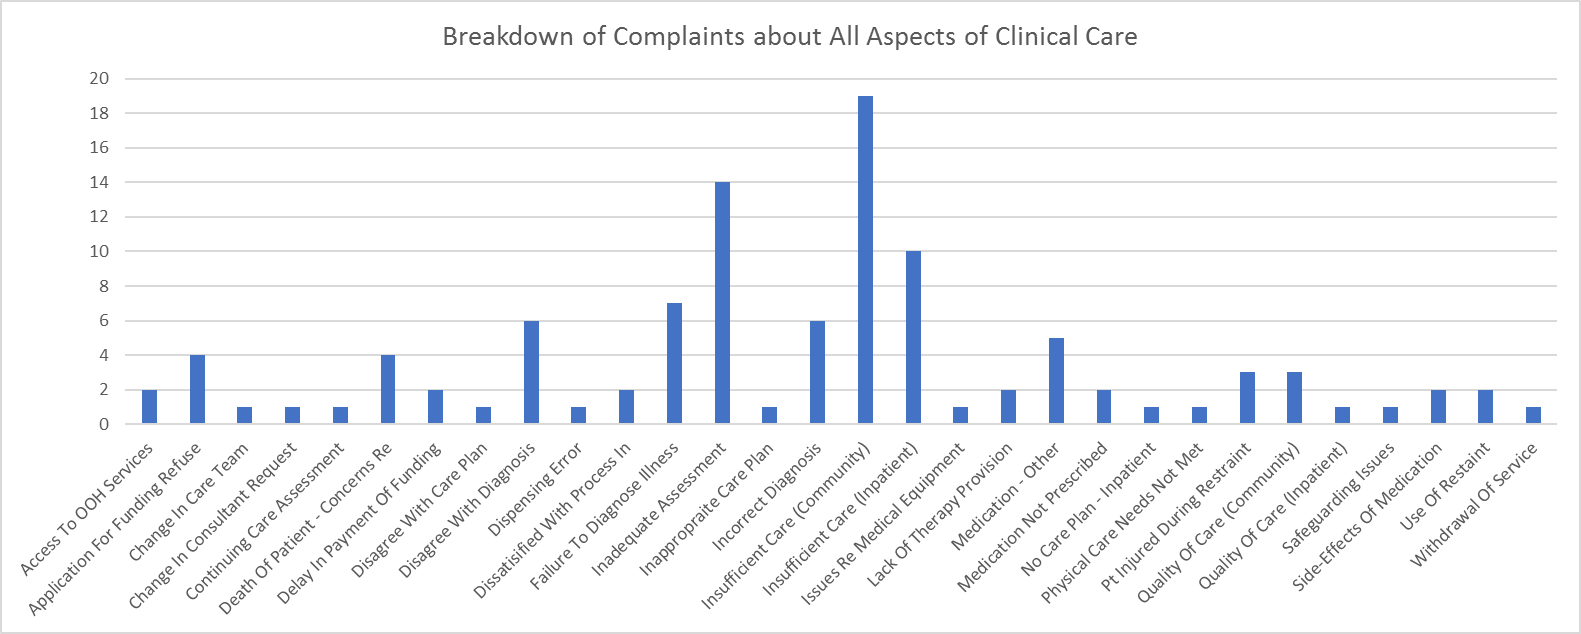 Breakdown of Complaints about All Aspects of Clinical Care
20
18
16
14
12
10
8
6
4
2
0
Access To OOH Services
Application For Funding Refuse
Change In Care Team
Change In Consultant Request
Continuing Care Assessment
Death Of Patient - Concerns Re
Delay In Payment Of Funding
Disagree With Care Plan
Disagree With Diagnosis
Dispensing Error
Dissatisified With Process In
Failure To Diagnose Illness
Inadequate Assessment
Inappropraite Care Plan
Incorrect Diagnosis
Insufficient Care (Community)
Insufficient Care (Inpatient)
Issues Re Medical Equipment
Lack Of Therapy Provision
Medication - Other
Medication Not Prescribed
No Care Plan - Inpatient
Physical Care Needs Not Met
Pt Injured During Restraint
Quality Of Care (Community)
Quality Of Care (Inpatient)
Safeguarding Issues
Side-Effects Of Medication
Use Of Restraint
Withdrawal Of Service